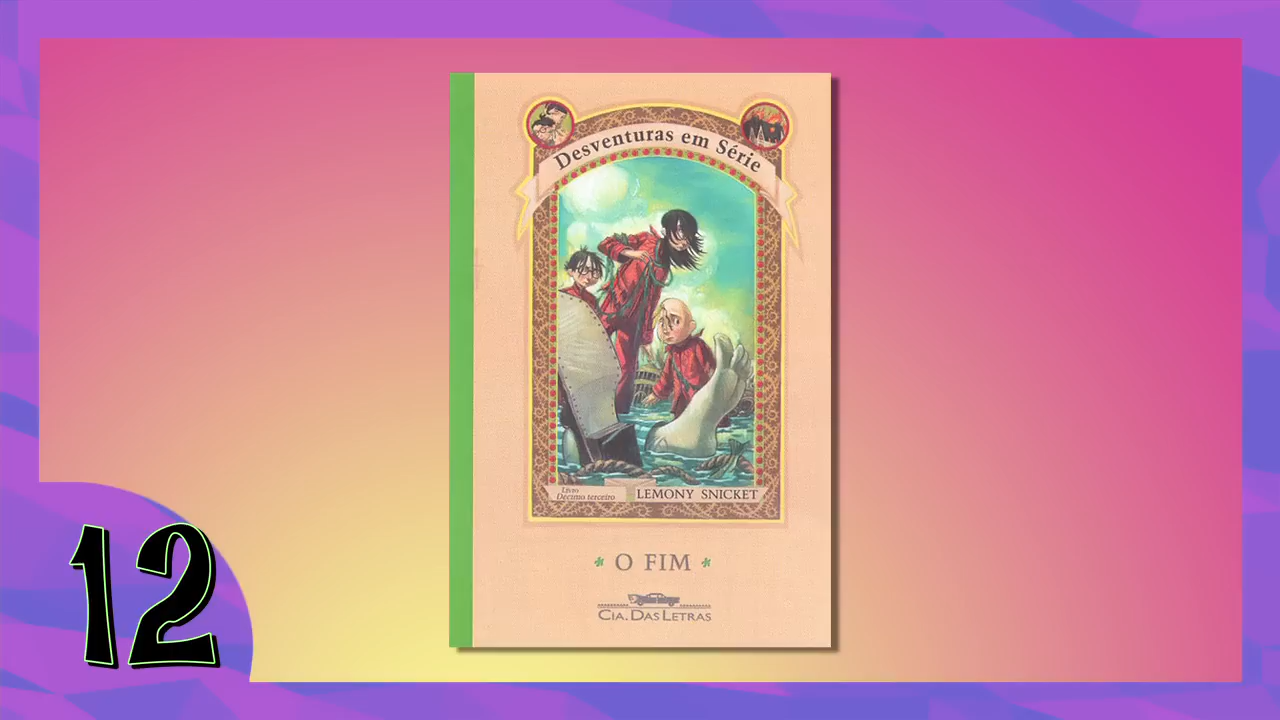 Desventuras em Série
Livro
Décimo terceiro
LEMONY SNICKET
O FIM
CIA. DAS LETRAS
12